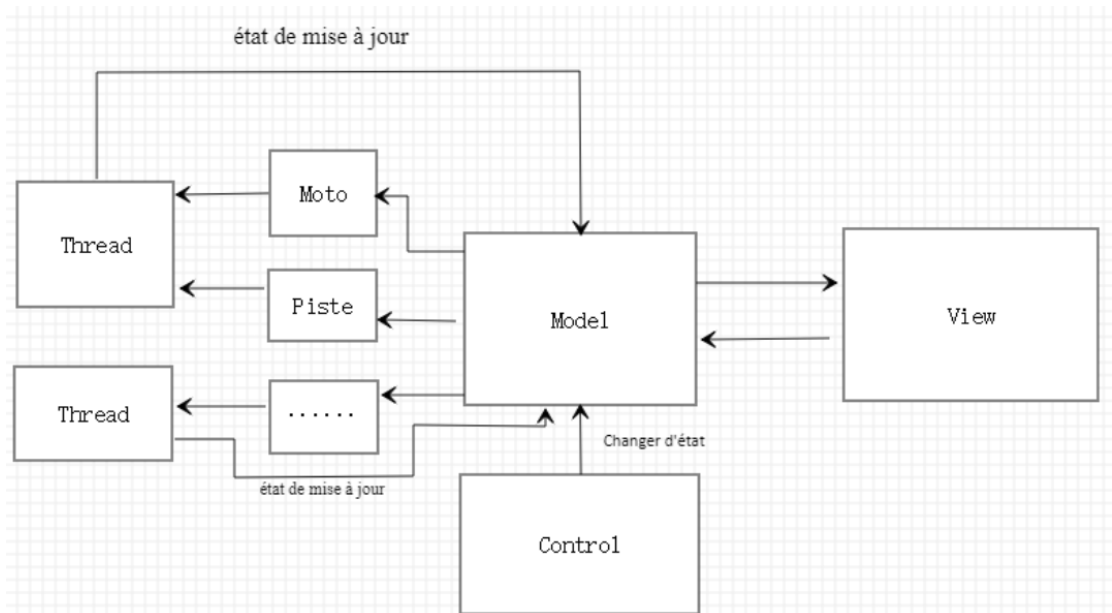 état de mise à jour
Moto
Thread
Piste
Model
View
Thread
......
Changer d'état
état de mise à jour
Control